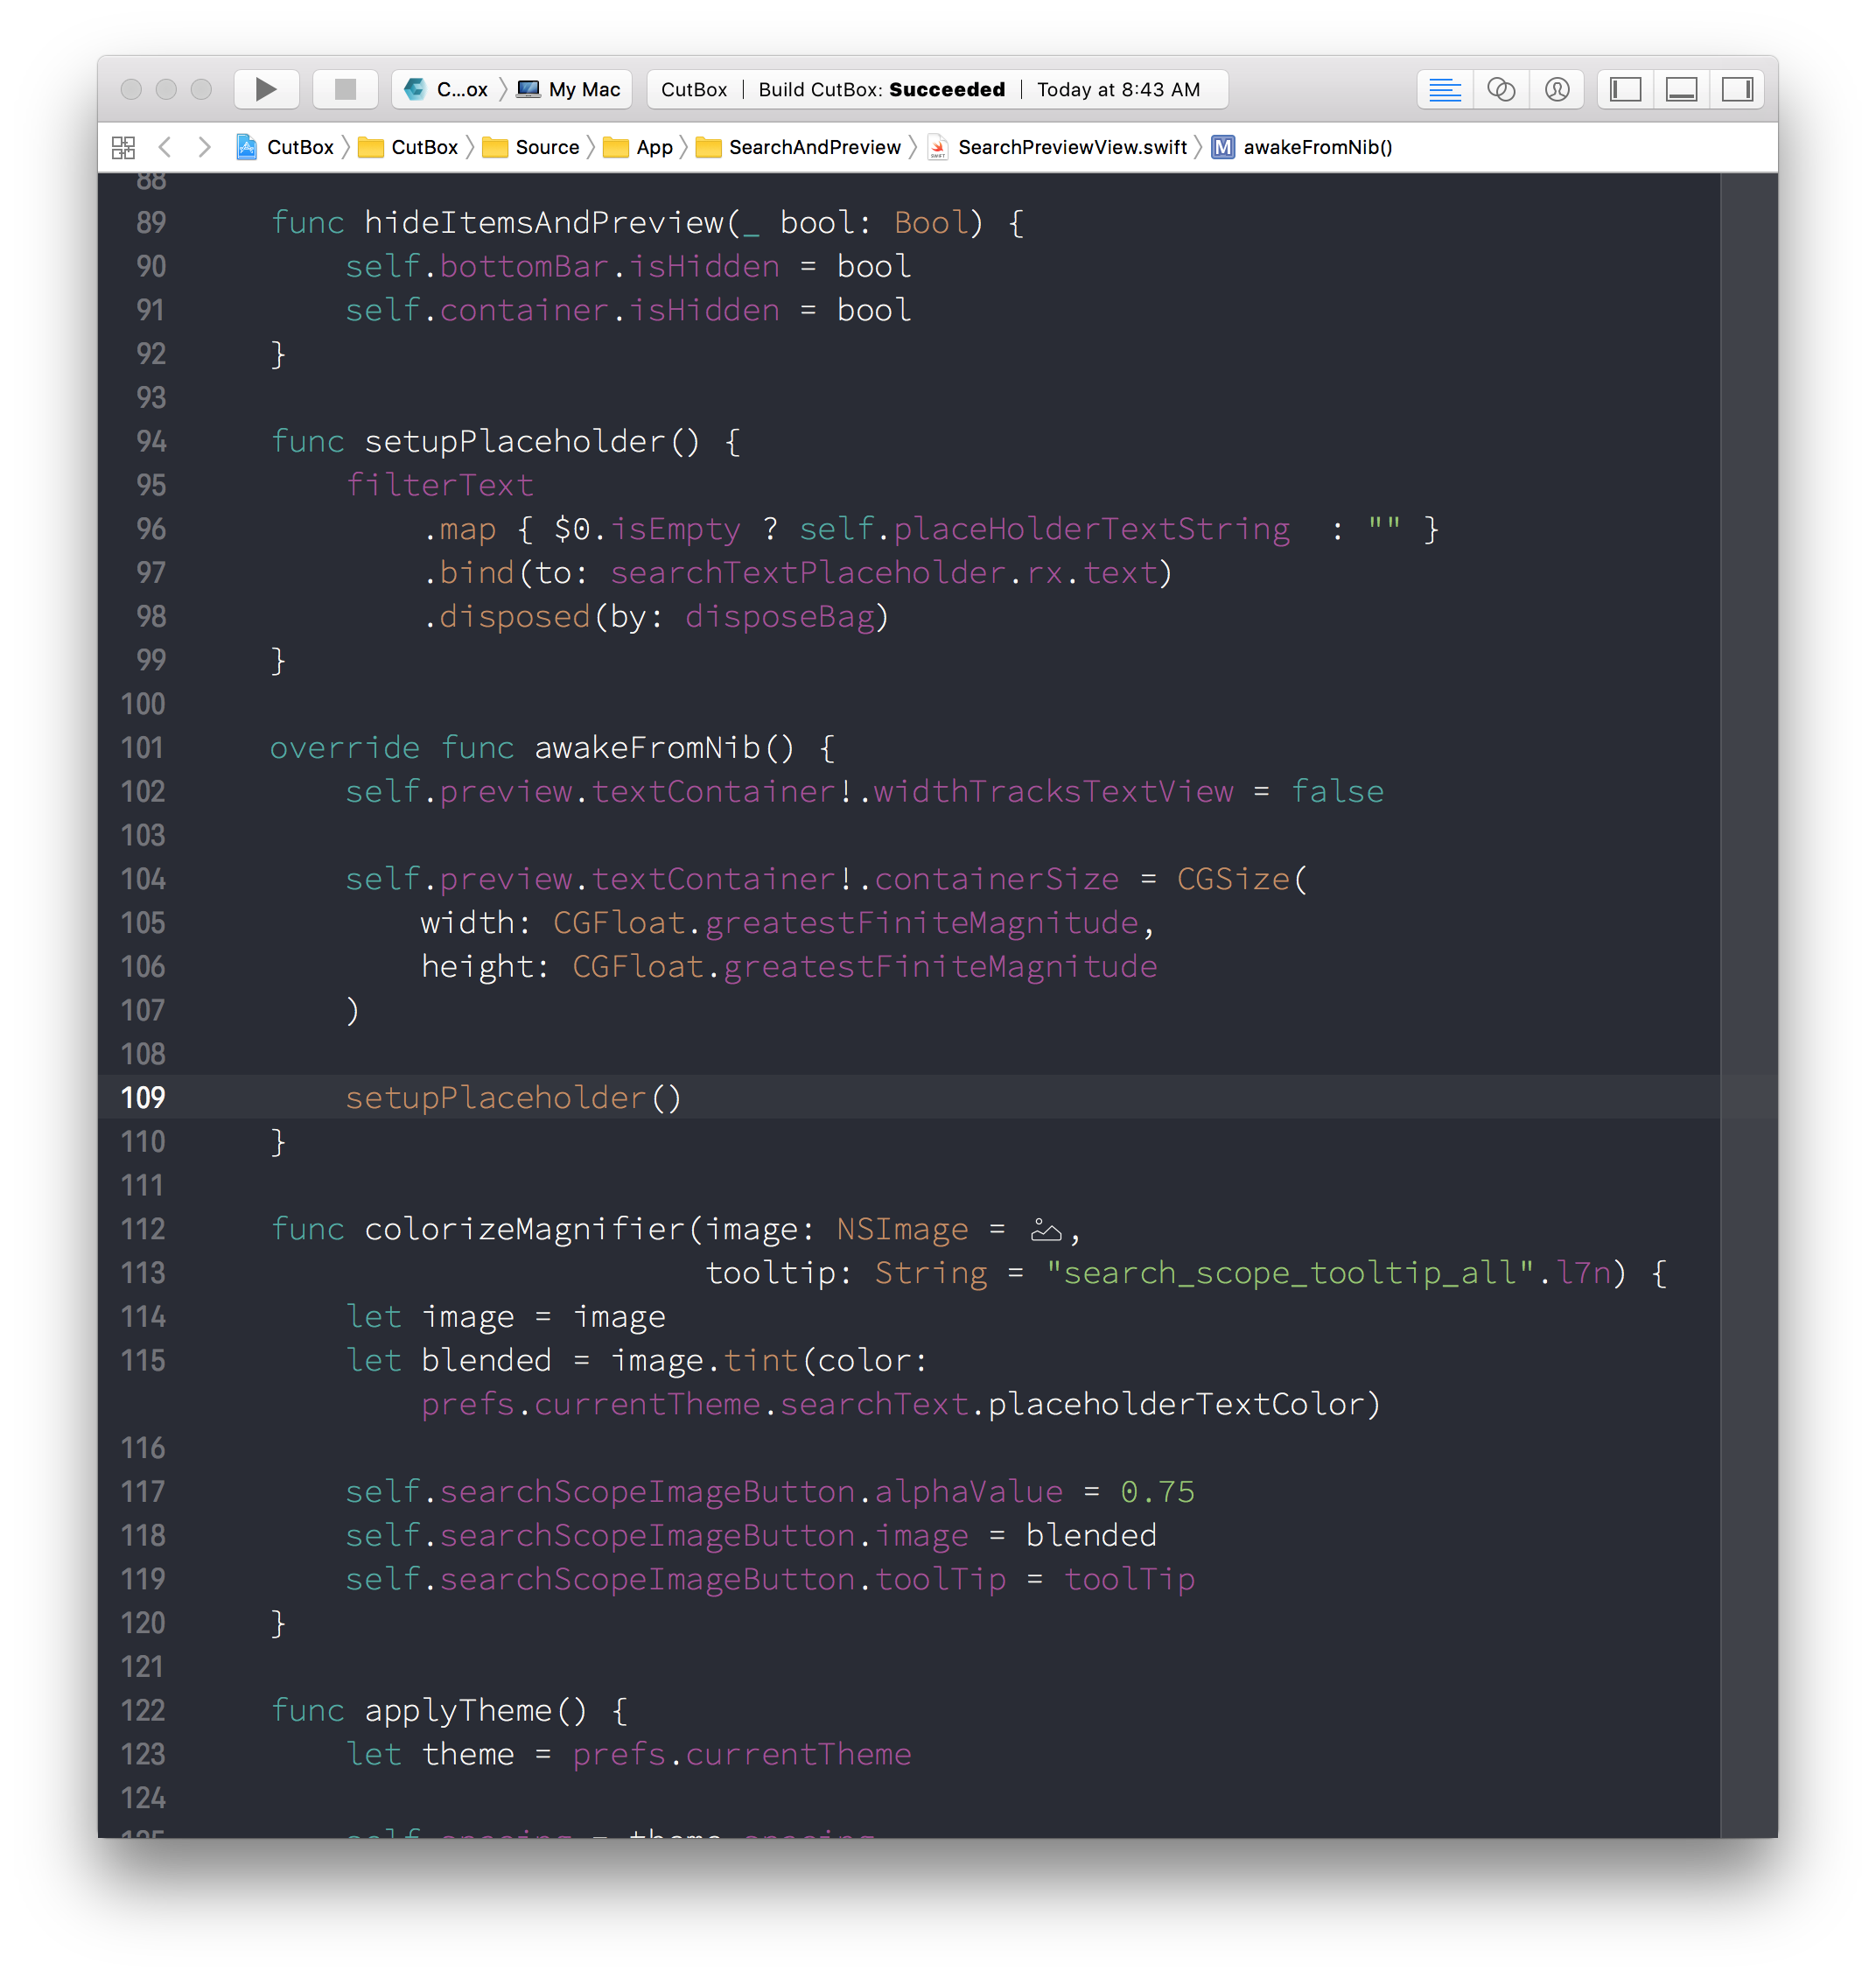 C...ox My Mac CutBox | Build CutBox: Succeeded | Today at 8:43 AM
CutBox CutBox Source App SearchAndPreview SearchPreviewView.swift M awakeFromNib()
88
89 func hideItemsAndPreview(_ bool: Bool) {
90 self.bottomBar.isHidden = bool
91 self.container.isHidden = bool
92 }
93
94 func setupPlaceholder() {
95 filterText
96 .map { $0.isEmpty ? self.placeHolderTextString  : "" }
97 .bind(to: searchTextPlaceholder.rx.text)
98 .disposed(by: disposeBag)
99 }
100
101 override func awakeFromNib() {
102 self.preview.textContainer!.widthTracksTextView = false
103
104 self.preview.textContainer!.containerSize = CGSize(
105 width: CGFloat.greatestFiniteMagnitude,
106 height: CGFloat.greatestFiniteMagnitude
107 )
108
109 setupPlaceholder()
110 }
111
112 func colorizeMagnifier(image: NSImage = ,
113 tooltip: String = "search_scope_tooltip_all".l7n) {
114 let image = image
115 let blended = image.tint(color:
prefs.currentTheme.searchText.placeholderTextColor)
116
117 self.searchScopeImageButton.alphaValue = 0.75
118 self.searchScopeImageButton.image = blended
119 self.searchScopeImageButton.toolTip = toolTip
120 }
121
122 func applyTheme() {
123 let theme = prefs.currentTheme
124
125 self.spacing = theme.spacing